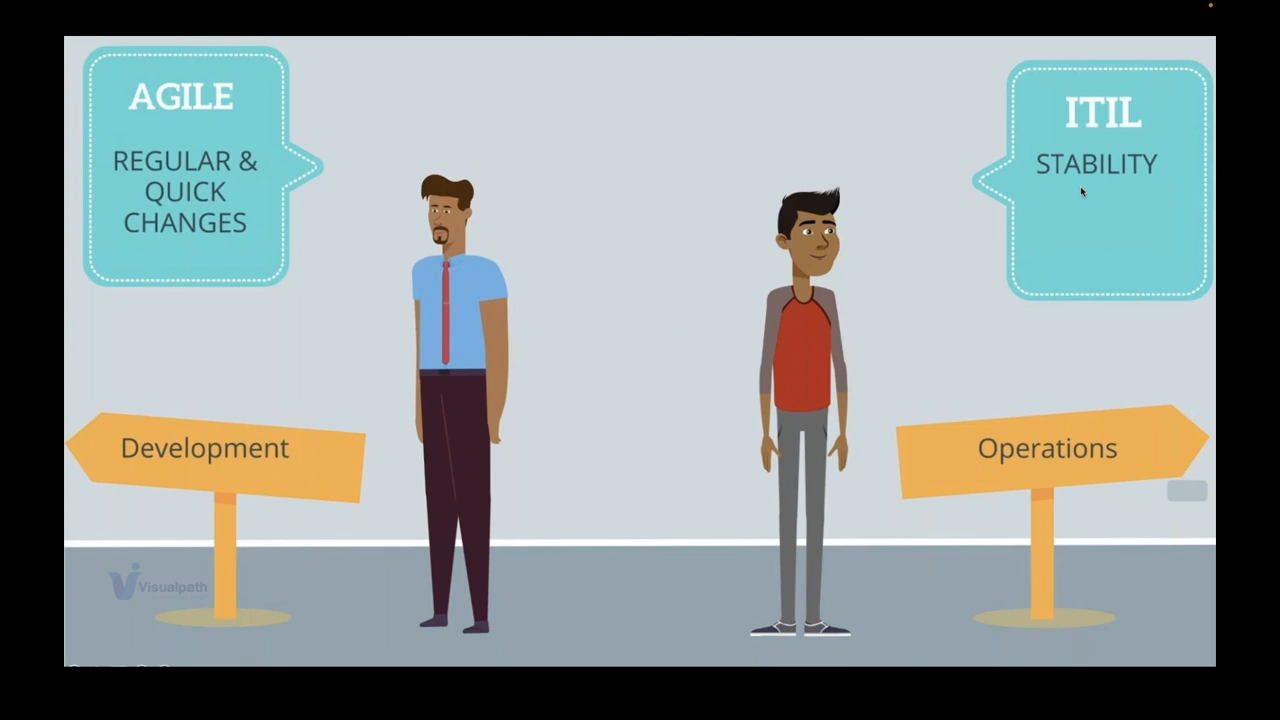 AGILE
REGULAR &
QUICK
CHANGES
ITIL
STABILITY
Development
Operations
Visualpath